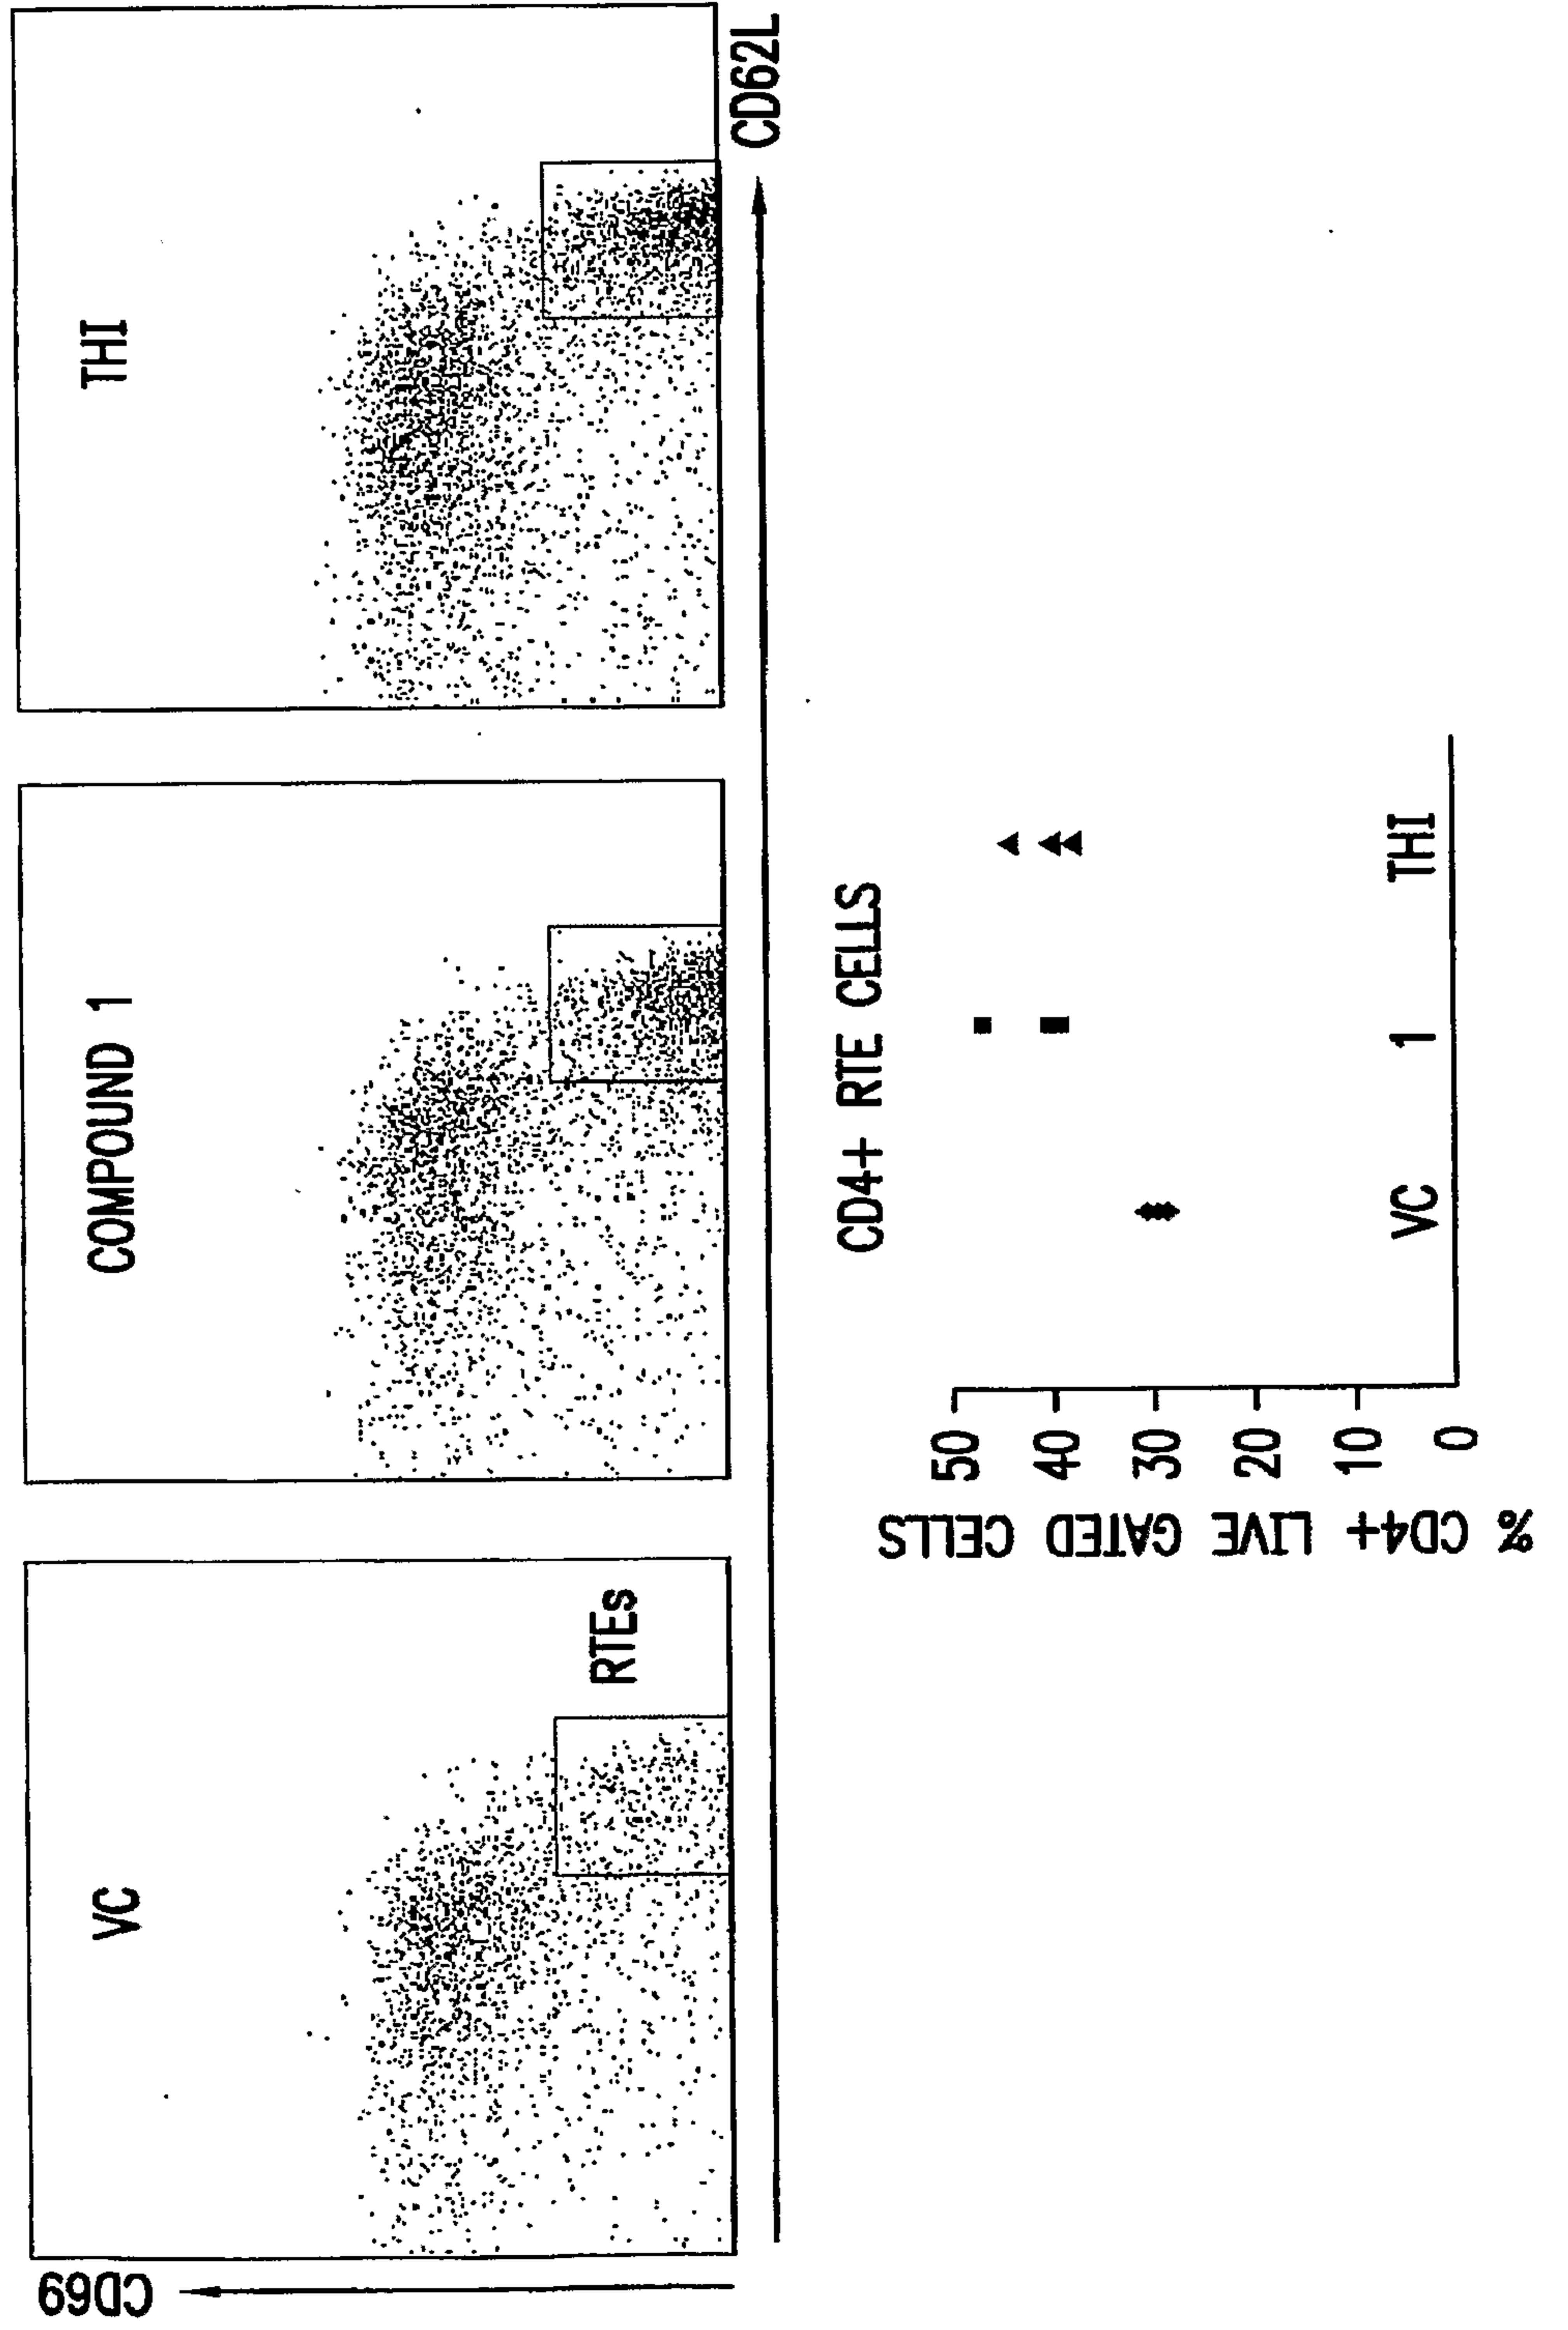 VC
COMPOUND 1
THI
CD69
RTEs
CD62L
CD4+ RTE CELLS
% CD4+ LIVE GATED CELLS
50
40
30
20
10
0
VC
1
THI